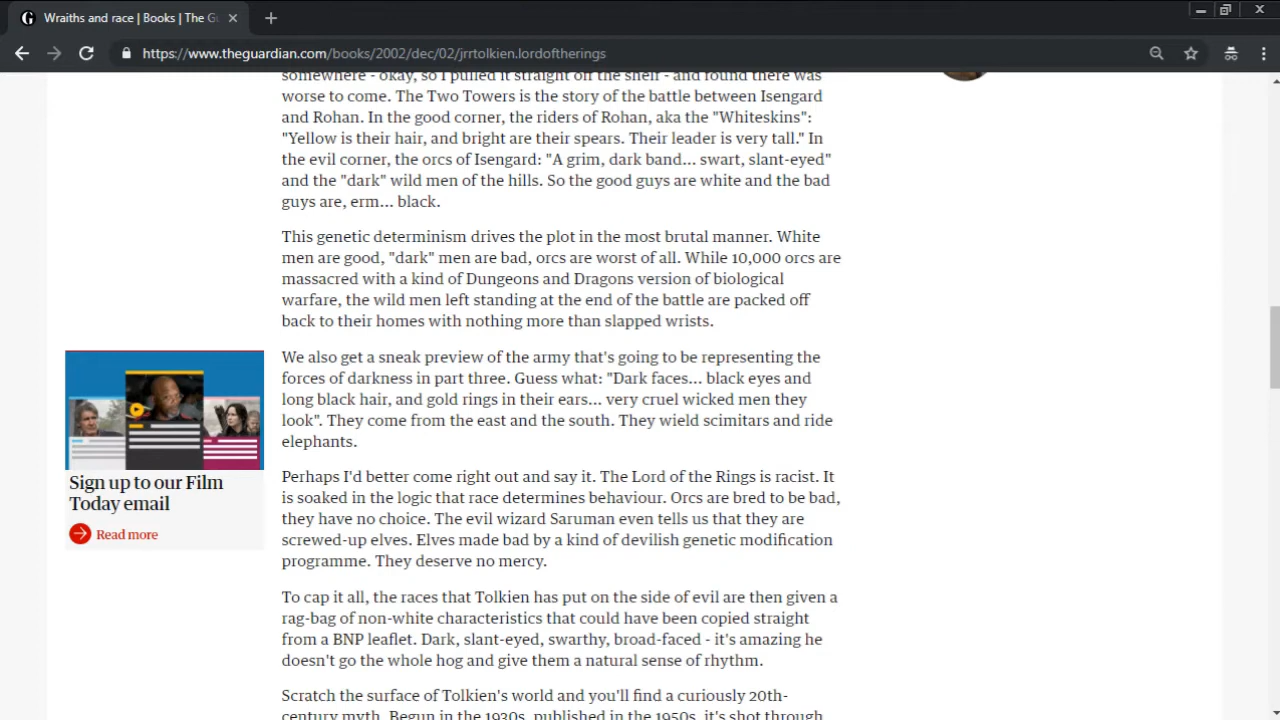 Wraiths and race | Books | The Gu
https://www.theguardian.com/books/2002/dec/02/jrrtolkien.lordoftherings
somewhere - okay, so I pulled it straight off the shelf - and found there was
worse to come. The Two Towers is the story of the battle between Isengard
and Rohan. In the good corner, the riders of Rohan, aka the "Whiteskins":
"Yellow is their hair, and bright are their spears. Their leader is very tall." In
the evil corner, the orcs of Isengard: "A grim, dark band... swart, slant-eyed"
and the "dark" wild men of the hills. So the good guys are white and the bad
guys are, erm... black.
This genetic determinism drives the plot in the most brutal manner. White
men are good, "dark" men are bad, orcs are worst of all. While 10,000 orcs are
massacred with a kind of Dungeons and Dragons version of biological
warfare, the wild men left standing at the end of the battle are packed off
back to their homes with nothing more than slapped wrists.
We also get a sneak preview of the army that's going to be representing the
forces of darkness in part three. Guess what: "Dark faces... black eyes and
long black hair, and gold rings in their ears... very cruel wicked men they
look". They come from the east and the south. They wield scimitars and ride
elephants.
Sign up to our Film
Today email
Read more
Perhaps I'd better come right out and say it. The Lord of the Rings is racist. It
is soaked in the logic that race determines behaviour. Orcs are bred to be bad,
they have no choice. The evil wizard Saruman even tells us that they are
screwed-up elves. Elves made bad by a kind of devilish genetic modification
programme. They deserve no mercy.
To cap it all, the races that Tolkien has put on the side of evil are then given a
rag-bag of non-white characteristics that could have been copied straight
from a BNP leaflet. Dark, slant-eyed, swarthy, broad-faced - it's amazing he
doesn't go the whole hog and give them a natural sense of rhythm.
Scratch the surface of Tolkien's world and you'll find a curiously 20th-
century myth. Begun in the 1930s, published in the 1950s, it's shot through